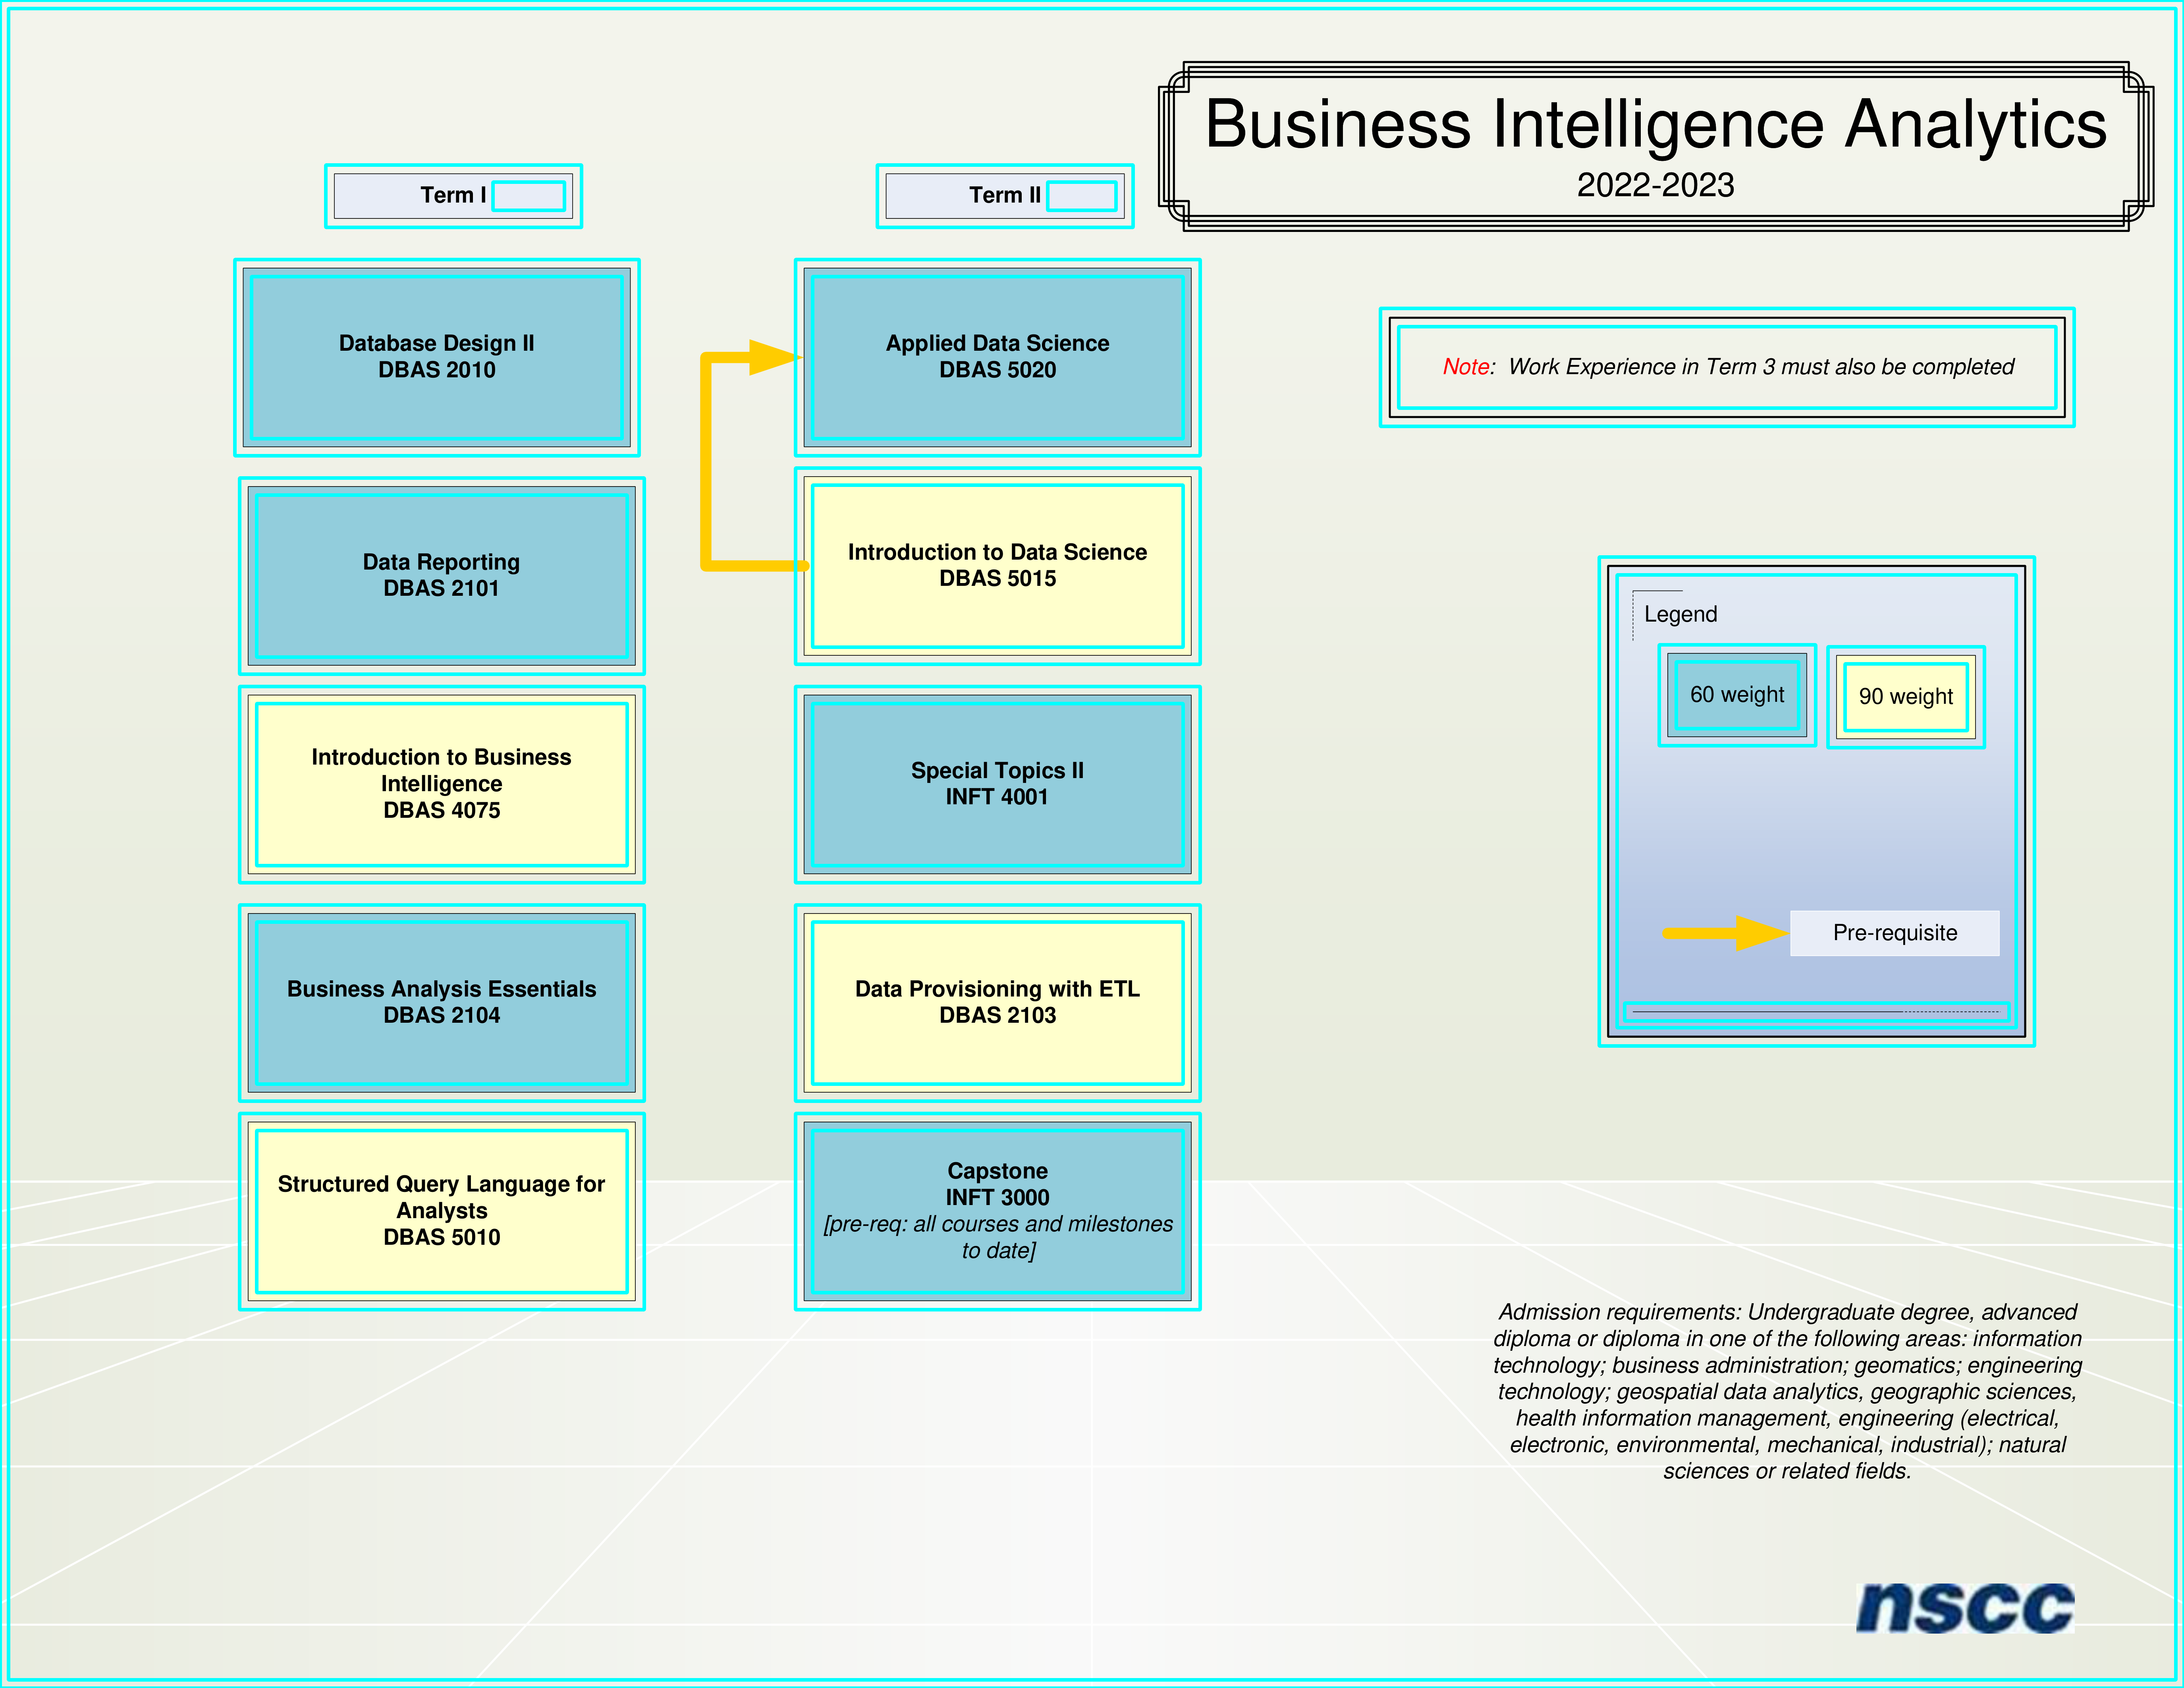 Business Intelligence Analytics
2022-2023
Term I
Term II
Database Design II
DBAS 2010
Data Reporting
DBAS 2101
Introduction to Business
Intelligence
DBAS 4075
Business Analysis Essentials
DBAS 2104
Structured Query Language for
Analysts
DBAS 5010
Applied Data Science
DBAS 5020
Introduction to Data Science
DBAS 5015
Special Topics II
INFT 4001
Data Provisioning with ETL
DBAS 2103
Capstone
INFT 3000
[pre-req: all courses and milestones
to date]
Note:  Work Experience in Term 3 must also be completed
Legend
60 weight
90 weight
Pre-requisite
Admission requirements: Undergraduate degree, advanced
diploma or diploma in one of the following areas: information
technology; business administration; geomatics; engineering
technology; geospatial data analytics, geographic sciences,
health information management, engineering (electrical,
electronic, environmental, mechanical, industrial); natural
sciences or related fields.
nscc